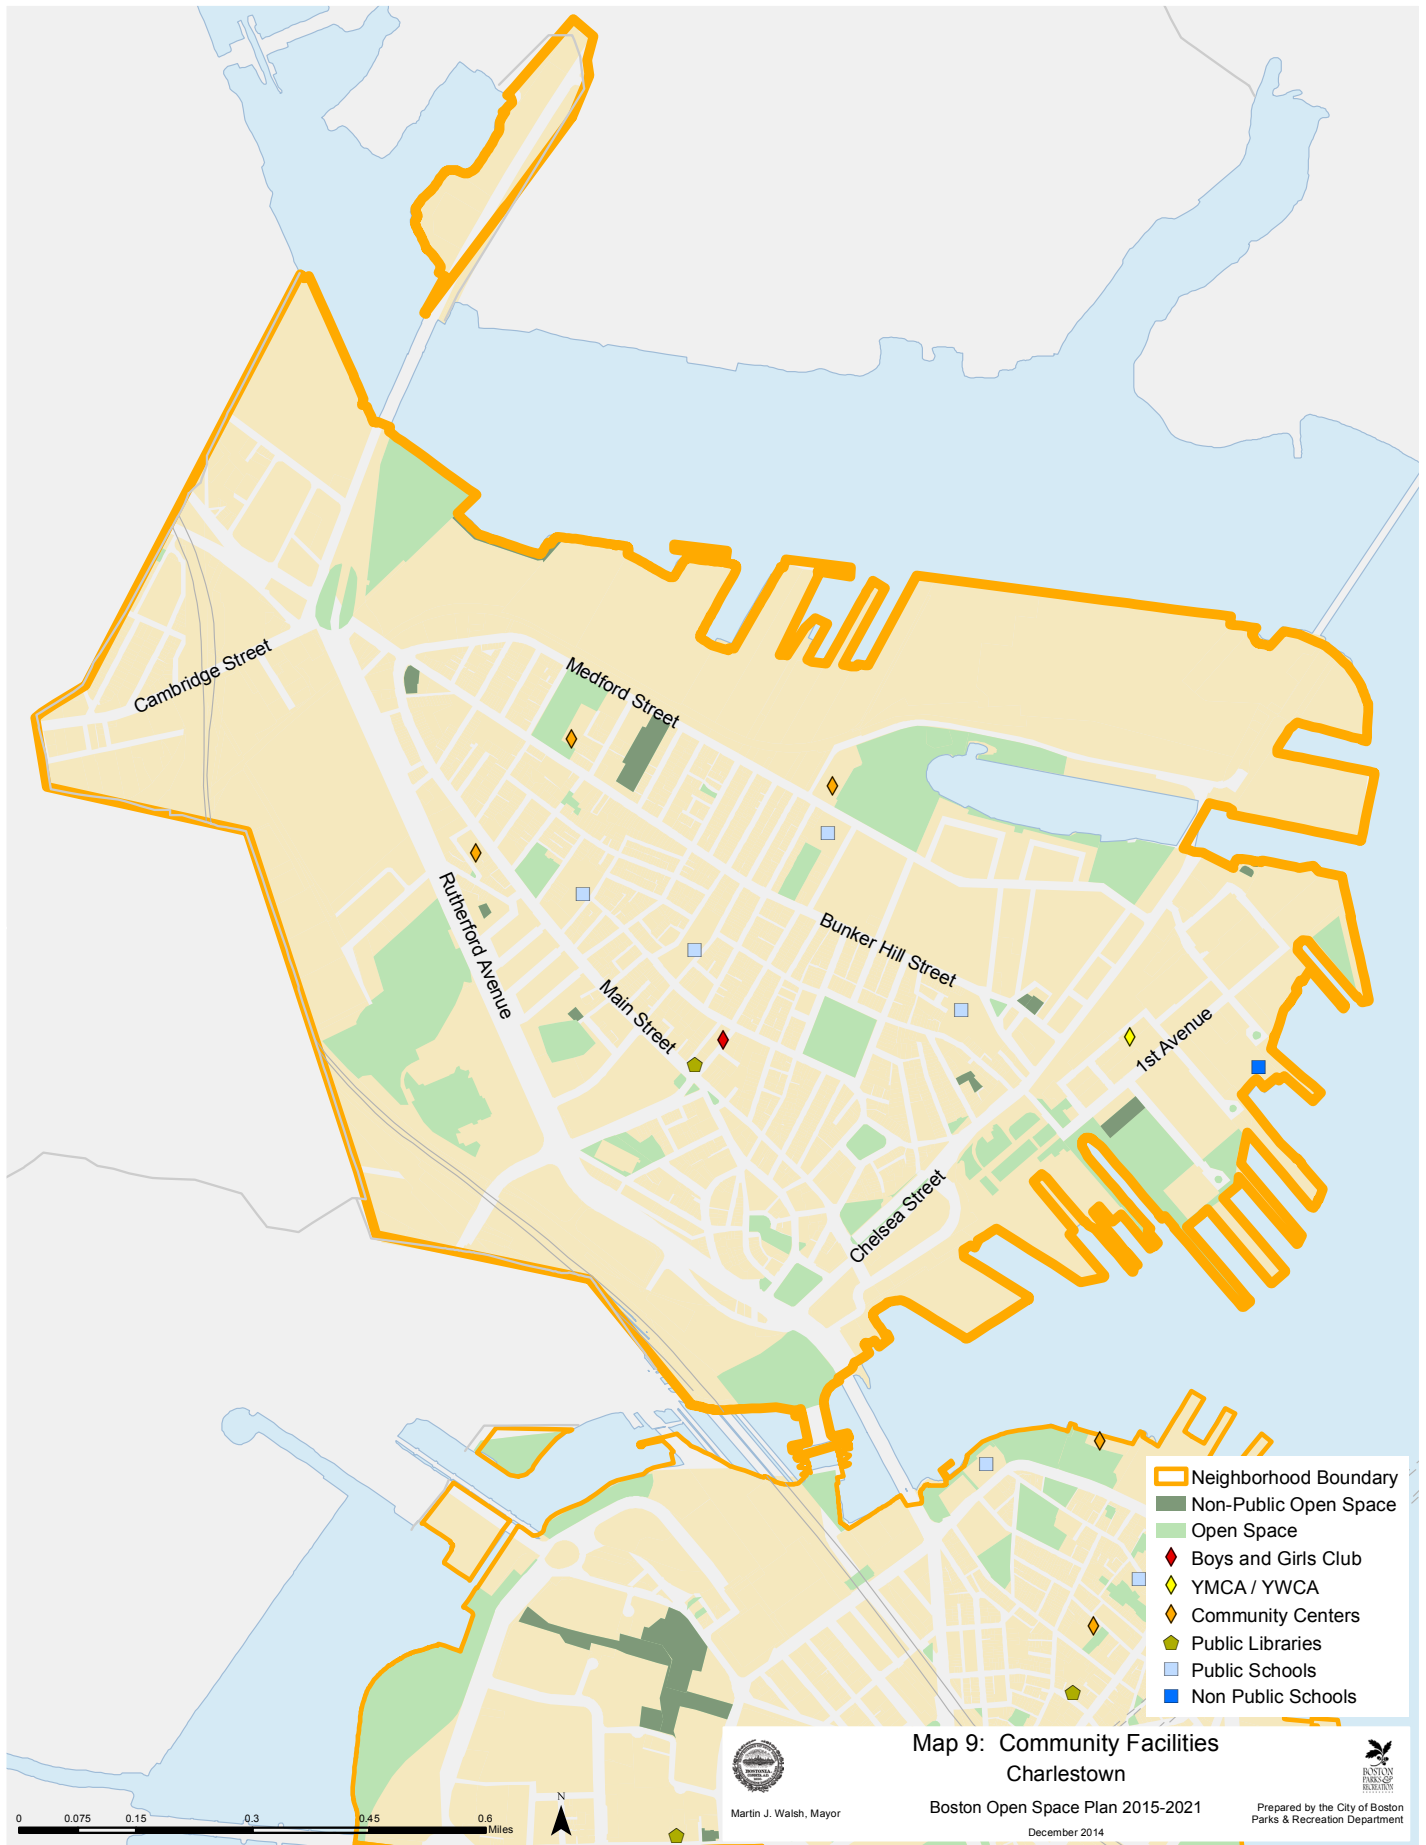 Cambridge Street
Medford Street
Rutherford Avenue
Bunker Hill Street
Main Street
1st Avenue
Chelsea Street
Neighborhood Boundary
Non-Public Open Space
Open Space
Boys and Girls Club
YMCA / YWCA
Community Centers
Public Libraries
Public Schools
Non Public Schools
Map 9: Community Facilities
Charlestown
Boston Open Space Plan 2015-2021
December 2014
Martin J. Walsh, Mayor
BOSTON
PARKS &
RECREATION
Prepared by the City of Boston
Parks & Recreation Department
N
0 0.075 0.15 0.3 0.45 0.6
Miles